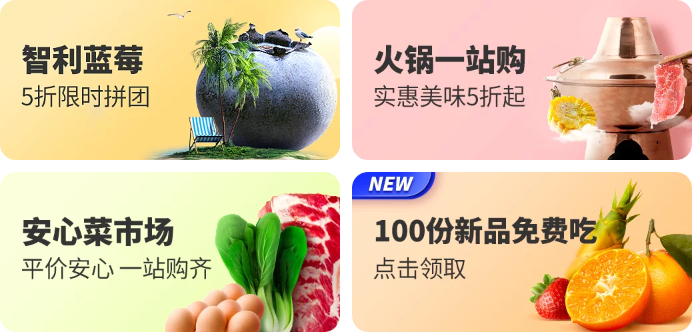 智利蓝莓
5折限时拼团
火锅一站购
实惠美味5折起
安心菜市场
平价安心 一站购齐
NEW
100份新品免费吃
点击领取